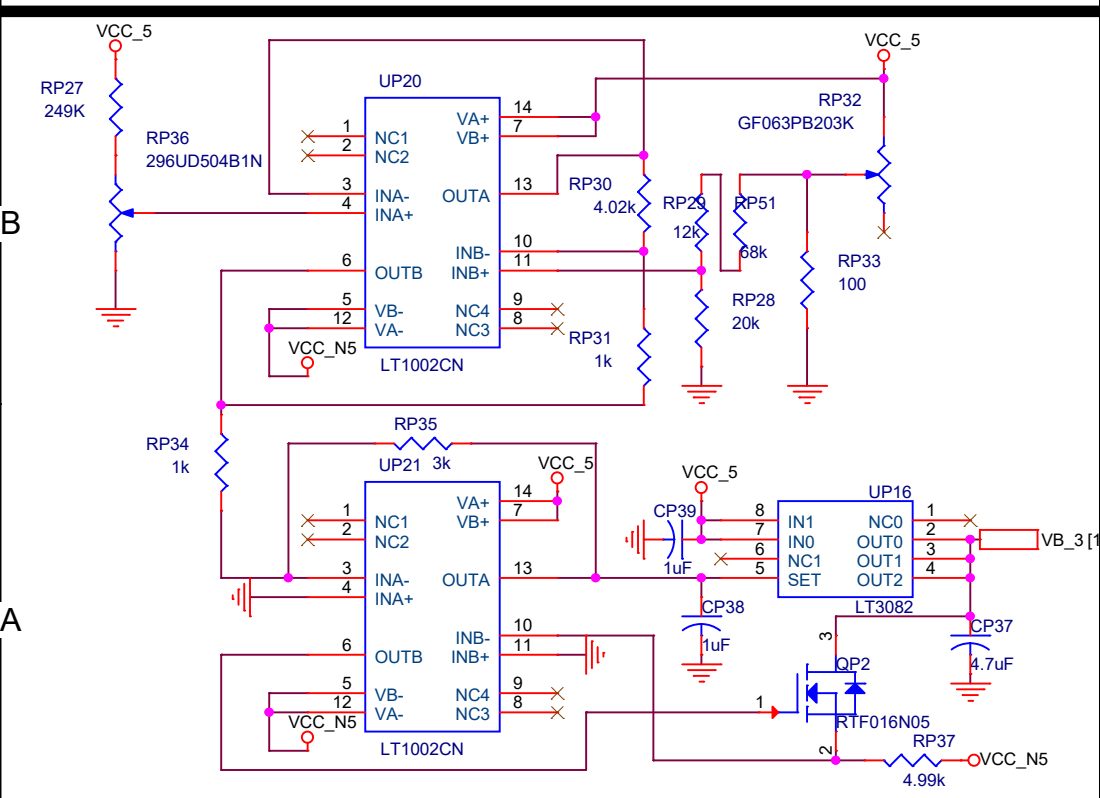 VCC_5
VCC_5
RP27
249K
UP20
RP32
GF063PB203K
RP36
296UD504B1N
1
2
NC1
NC2
VA+
VB+
14
7
3
4
INA-
INA+
OUTA
13
RP30
4.02k
RP29
12k
RP51
68k
B
INB-
INB+
10
11
6
OUTB
RP33
100
5
12
VB-
VA-
NC4
NC3
9
8
RP28
20k
VCC_N5
LT1002CN
RP31
1k
RP35
3k
RP34
1k
UP21
VCC_5
VCC_5
UP16
VA+
VB+
14
7
1
2
NC1
NC2
CP39
1uF
8
7
6
5
IN1
IN0
NC1
SET
NC0
OUT0
OUT1
OUT2
1
2
3
4
VB_3 [1
3
4
INA-
INA+
OUTA
13
LT3082
A
CP38
1uF
CP37
4.7uF
INB-
INB+
10
11
3
6
OUTB
QP2
5
12
VB-
VA-
NC4
NC3
9
8
1
RTF016N05
VCC_N5
LT1002CN
2
RP37
4.99k
VCC_N5